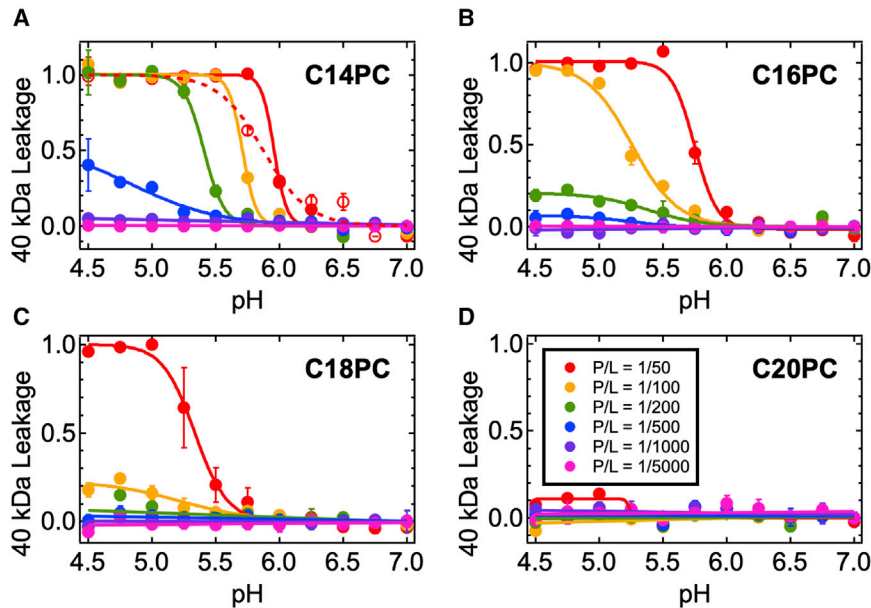 A
C14PC
40 kDa Leakage
1.0
0.5
0.0
4.5 5.0 5.5 6.0 6.5 7.0
pH
B
C16PC
40 kDa Leakage
1.0
0.5
0.0
4.5 5.0 5.5 6.0 6.5 7.0
pH
C
C18PC
40 kDa Leakage
1.0
0.5
0.0
4.5 5.0 5.5 6.0 6.5 7.0
pH
D
C20PC
40 kDa Leakage
1.0
0.5
0.0
P/L = 1/50
P/L = 1/100
P/L = 1/200
P/L = 1/500
P/L = 1/1000
P/L = 1/5000
4.5 5.0 5.5 6.0 6.5 7.0
pH